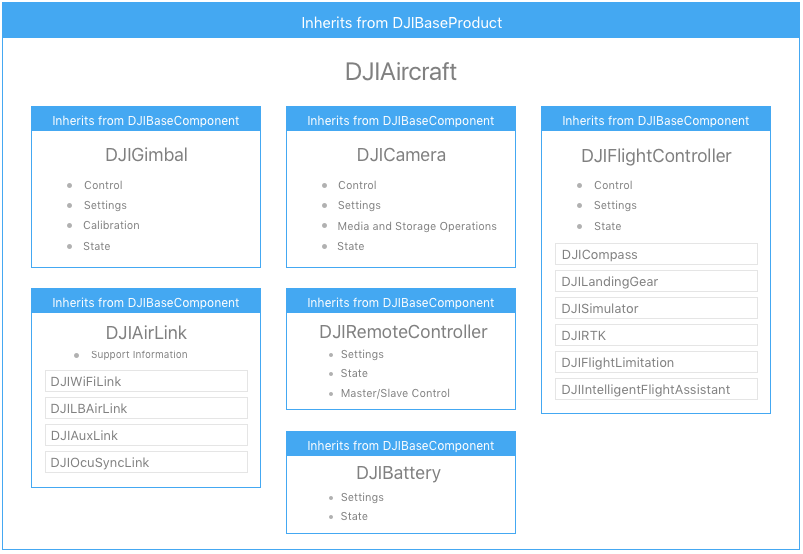 Inherits from DJIBaseProduct
DJIAircraft
Inherits from DJIBaseComponent
DJIGimbal
Control
Settings
Calibration
State
Inherits from DJIBaseComponent
DJICamera
Control
Settings
Media and Storage Operations
State
Inherits from DJIBaseComponent
DJIFlightController
Control
Settings
State
DJICompass
DJILandingGear
DJISimulator
DJIRTK
DJIFlightLimitation
DJIIntelligentFlightAssistant
Inherits from DJIBaseComponent
DJIAirLink
Support Information
DJIWiFiLink
DJILBAirLink
DJIAuxLink
DJIOcuSyncLink
Inherits from DJIBaseComponent
DJIRemoteController
Settings
State
Master/Slave Control
Inherits from DJIBaseComponent
DJIBattery
Settings
State